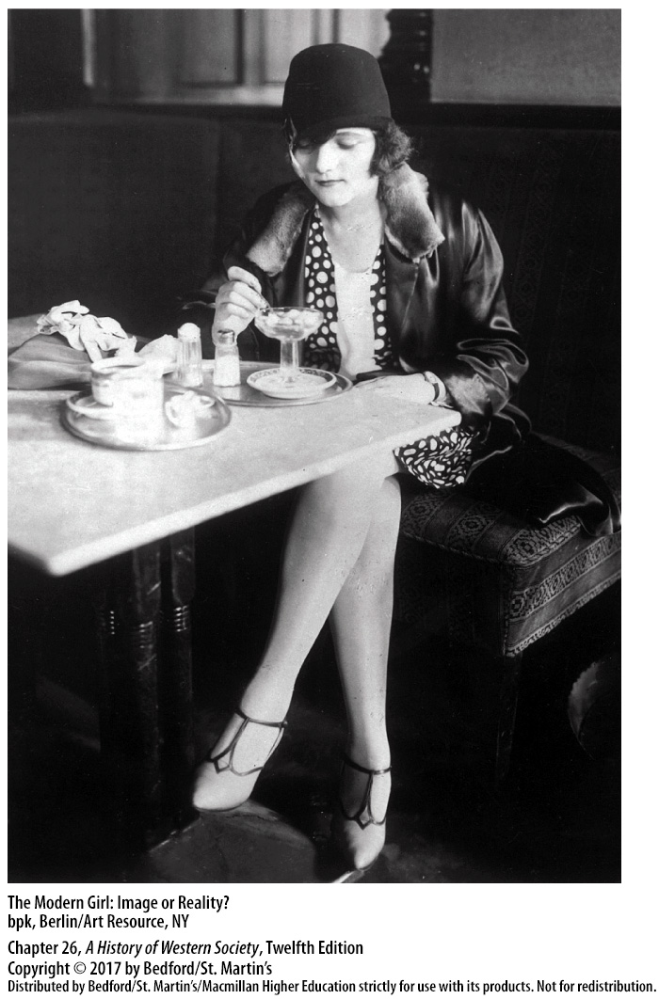 The Modern Girl: Image or Reality?
bpk, Berlin/Art Resource, NY
Chapter 26, A History of Western Society, Twelfth Edition
Copyright © 2017 by Bedford/St. Martin's
Distributed by Bedford/St. Martin's/Macmillan Higher Education strictly for use with its products. Not for redistribution.